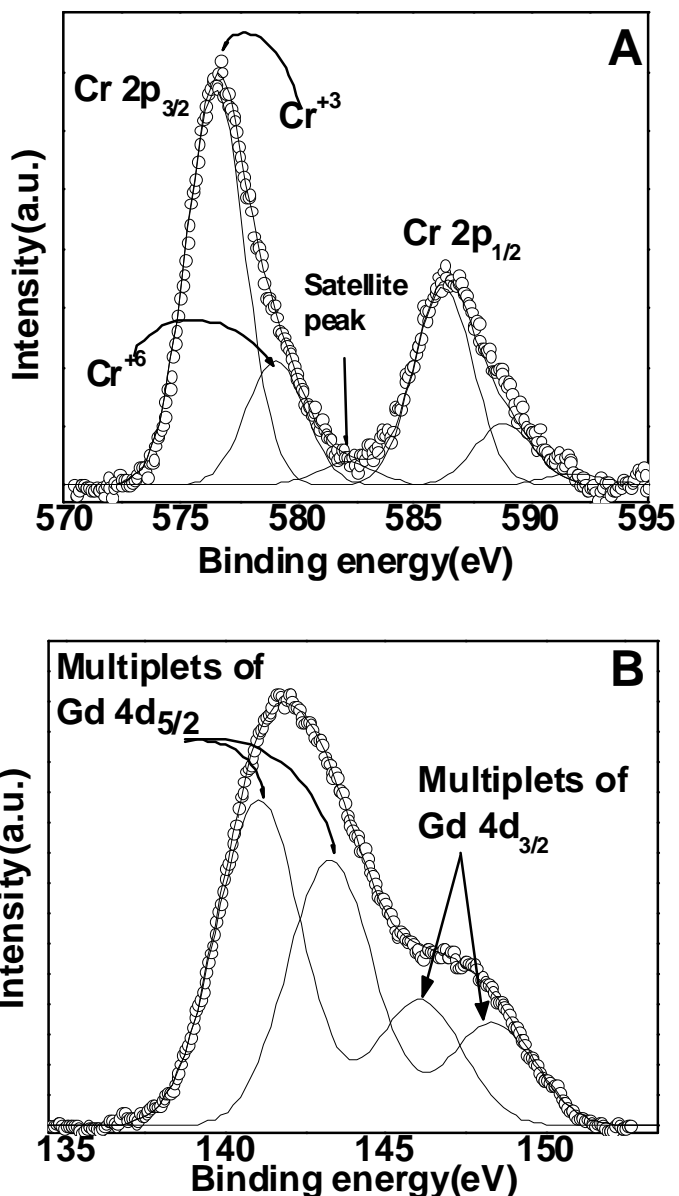 A
Cr 2p3/2
Cr+3
Cr 2p1/2
Satellite
peak
Cr+6
Intensity(a.u.)
570 575 580 585 590 595
Binding energy(eV)
B
Multiplets of
Gd 4d5/2
Multiplets of
Gd 4d3/2
Intensity(a.u.)
135 140 145 150
Binding energy(eV)